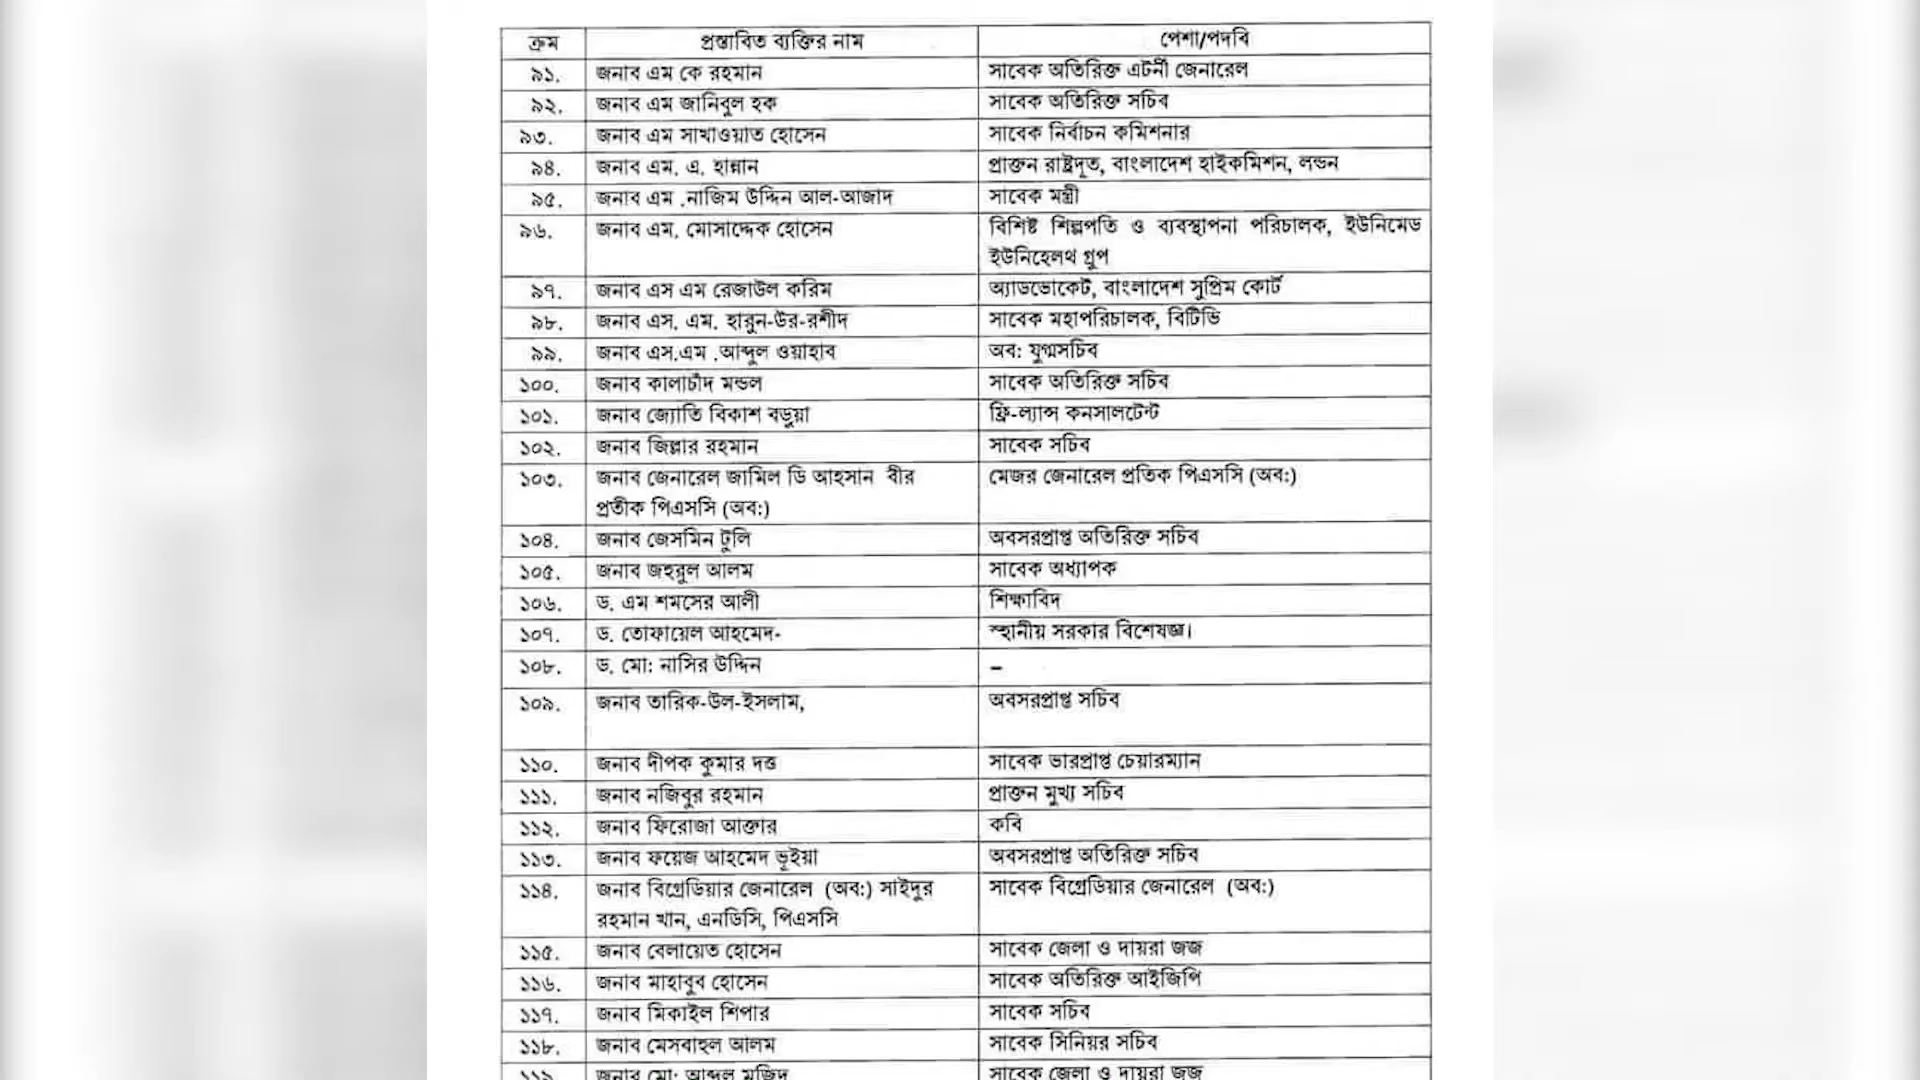 ক্রম প্রস্তাবিত ব্যক্তির নাম পেশা/পদবি
৯১. জনাব এম কে রহমান সাবেক অতিরিক্ত এটর্নী জেনারেল
৯২. জনাব এম জানিবুল হক সাবেক অতিরিক্ত সচিব
৯৩. জনাব এম সাখাওয়াত হোসেন সাবেক নির্বাচন কমিশনার
৯৪. জনাব এম. এ. হান্নান প্রাক্তন রাষ্ট্রদূত, বাংলাদেশ হাইকমিশন, লন্ডন
৯৫. জনাব এম .নাজিম উদ্দিন আল-আজাদ সাবেক মন্ত্রী
৯৬. জনাব এম. মোসাদ্দেক হোসেন বিশিষ্ট শিল্পপতি ও ব্যবস্থাপনা পরিচালক, ইউনিমেড
ইউনিহেলথ গ্রুপ
৯৭. জনাব এস এম রেজাউল করিম অ্যাডভোকেট, বাংলাদেশ সুপ্রিম কোর্ট
৯৮. জনাব এস. এম. হারুন-উর-রশীদ সাবেক মহাপরিচালক, বিটিভি
৯৯. জনাব এস.এম .আব্দুল ওয়াহাব অব: যুগ্মসচিব
১০০. জনাব কালাচাঁদ মন্ডল সাবেক অতিরিক্ত সচিব
১০১. জনাব জ্যোতি বিকাশ বড়ুয়া ফ্রি-ল্যান্স কনসালটেন্ট
১০২. জনাব জিল্লার রহমান সাবেক সচিব
১০৩. জনাব জেনারেল জামিল ডি আহসান বীর মেজর জেনারেল প্রতিক পিএসসি (অব:)
প্রতীক পিএসসি (অব:)
১০৪. জনাব জেসমিন টুলি অবসরপ্রাপ্ত অতিরিক্ত সচিব
১০৫. জনাব জহুরুল আলম সাবেক অধ্যাপক
১০৬. ড. এম শমসের আলী শিক্ষাবিদ
১০৭. ড. তোফায়েল আহমেদ- স্থানীয় সরকার বিশেষজ্ঞ।
১০৮. ড. মো: নাসির উদ্দিন –
১০৯. জনাব তারিক-উল-ইসলাম, অবসরপ্রাপ্ত সচিব
১১০. জনাব দীপক কুমার দত্ত সাবেক ভারপ্রাপ্ত চেয়ারম্যান
১১১. জনাব নজিবুর রহমান প্রাক্তন মুখ্য সচিব
১১২. জনাব ফিরোজা আক্তার কবি
১১৩. জনাব ফয়েজ আহমেদ ভূইয়া অবসরপ্রাপ্ত অতিরিক্ত সচিব
১১৪. জনাব বিগ্রেডিয়ার জেনারেল (অব:) সাইদুর সাবেক বিগ্রেডিয়ার জেনারেল (অব:)
রহমান খান, এনডিসি, পিএসসি
১১৫. জনাব বেলায়েত হোসেন সাবেক জেলা ও দায়রা জজ
১১৬. জনাব মাহাবুব হোসেন সাবেক অতিরিক্ত আইজিপি
১১৭. জনাব মিকাইল শিপার সাবেক সচিব
১১৮. জনাব মেসবাহুল আলম সাবেক সিনিয়র সচিব
১১৯. জনাব মো: আব্দুল মজিদ সাবেক জেলা ও দায়রা জজ